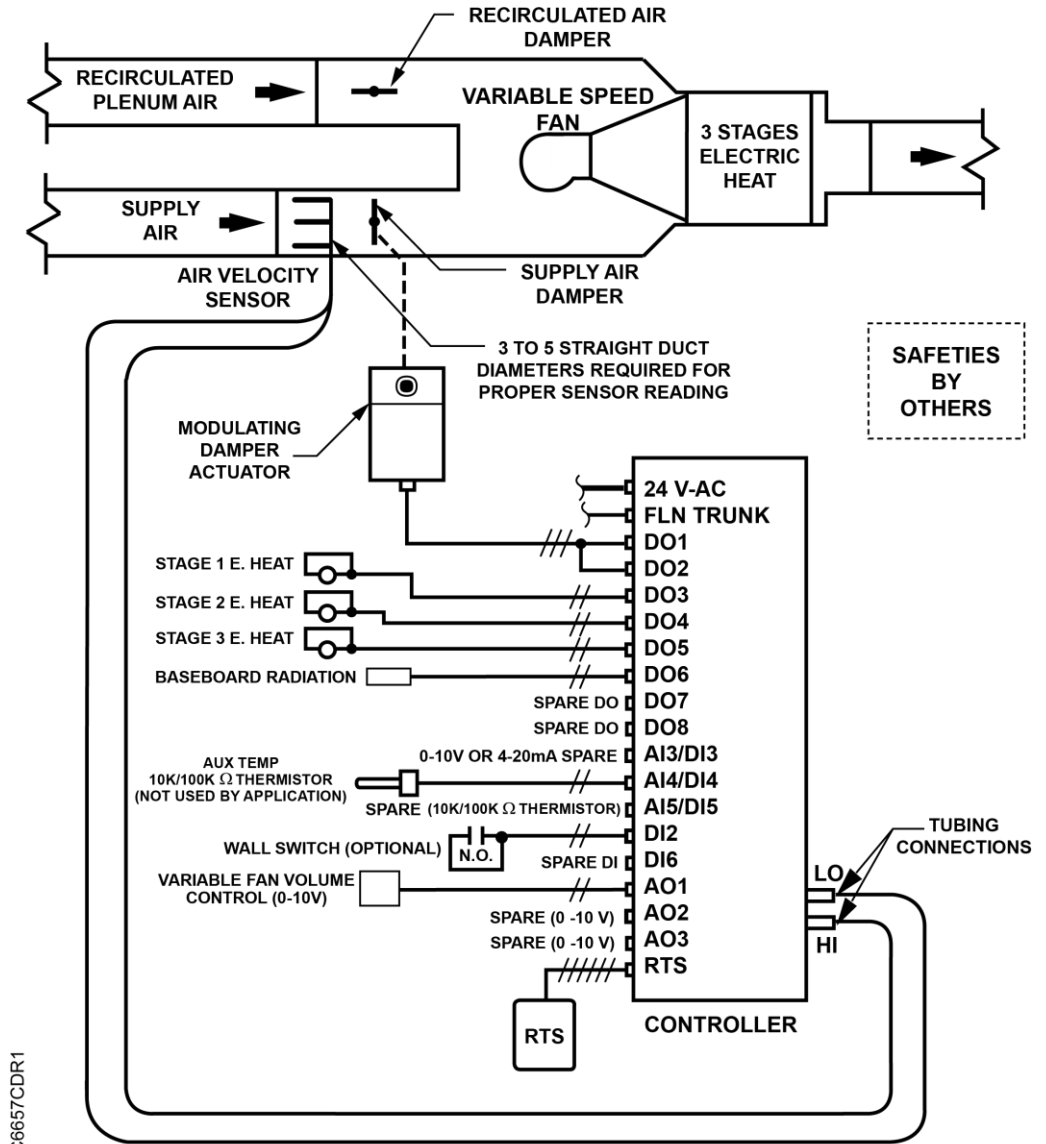 RECIRCULATED AIR
DAMPER
RECIRCULATED
PLENUM AIR
VARIABLE SPEED
FAN
3 STAGES
ELECTRIC
HEAT
SUPPLY
AIR
AIR VELOCITY
SENSOR
SUPPLY AIR
DAMPER
3 TO 5 STRAIGHT DUCT
DIAMETERS REQUIRED FOR
PROPER SENSOR READING
SAFETIES
BY
OTHERS
MODULATING
DAMPER
ACTUATOR
24 V-AC
FLN TRUNK
DO1
DO2
STAGE 1 E. HEAT
DO3
STAGE 2 E. HEAT
DO4
STAGE 3 E. HEAT
DO5
BASEBOARD RADIATION
DO6
SPARE DO
DO7
SPARE DO
DO8
0-10V OR 4-20mA SPARE
AI3/DI3
AUX TEMP
10K/100K Ω THERMISTOR
(NOT USED BY APPLICATION)
AI4/DI4
SPARE (10K/100K Ω THERMISTOR)
AI5/DI5
WALL SWITCH (OPTIONAL)
N.O.
DI2
SPARE DI
DI6
VARIABLE FAN VOLUME
CONTROL (0-10V)
AO1
SPARE (0 -10 V)
AO2
SPARE (0 -10 V)
AO3
RTS
RTS
CONTROLLER
TUBING
CONNECTIONS
LO
HI
6657CDR1